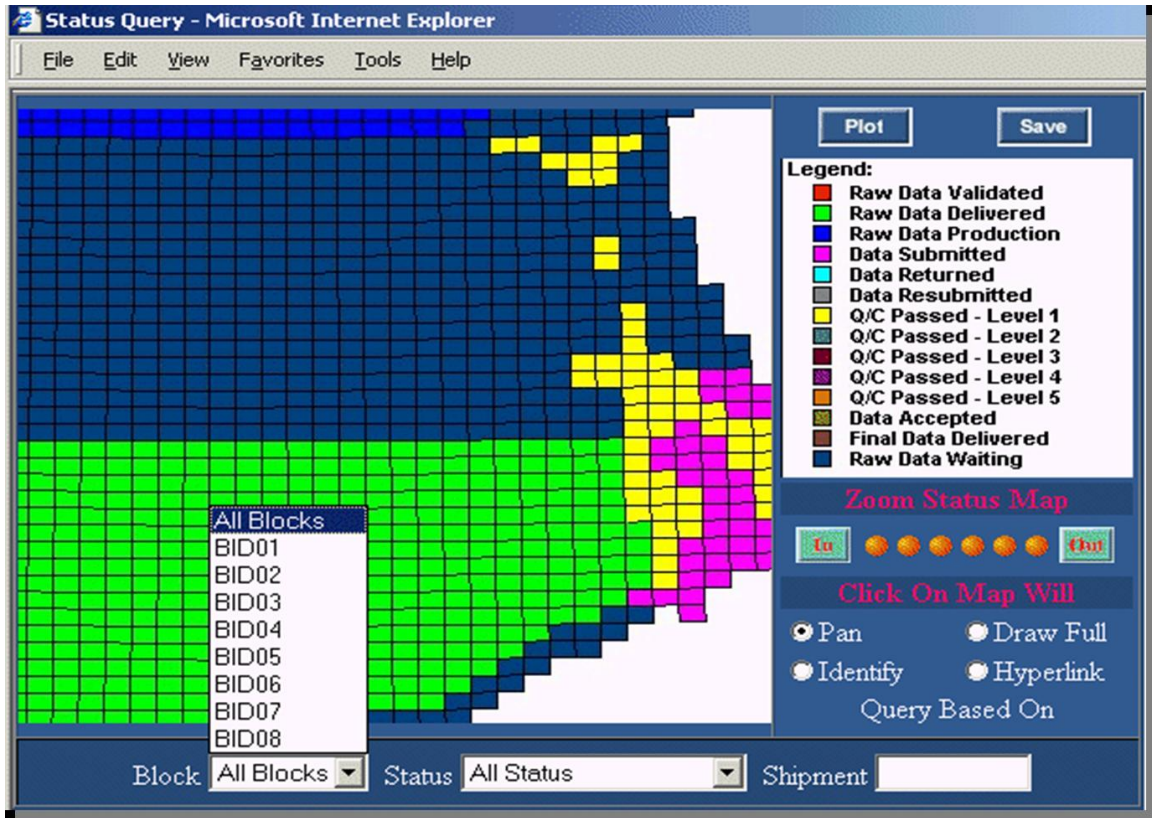 Status Query - Microsoft Internet Explorer
File Edit View Favorites Tools Help
Plot Save
Legend:
Raw Data Validated
Raw Data Delivered
Raw Data Production
Data Submitted
Data Returned
Data Resubmitted
Q/C Passed - Level 1
Q/C Passed - Level 2
Q/C Passed - Level 3
Q/C Passed - Level 4
Q/C Passed - Level 5
Data Accepted
Final Data Delivered
Raw Data Waiting
Zoom Status Map
In Out
Click On Map Will
Pan Draw Full
Identify Hyperlink
Query Based On
All Blocks
BID01
BID02
BID03
BID04
BID05
BID06
BID07
BID08
Block All Blocks Status All Status Shipment